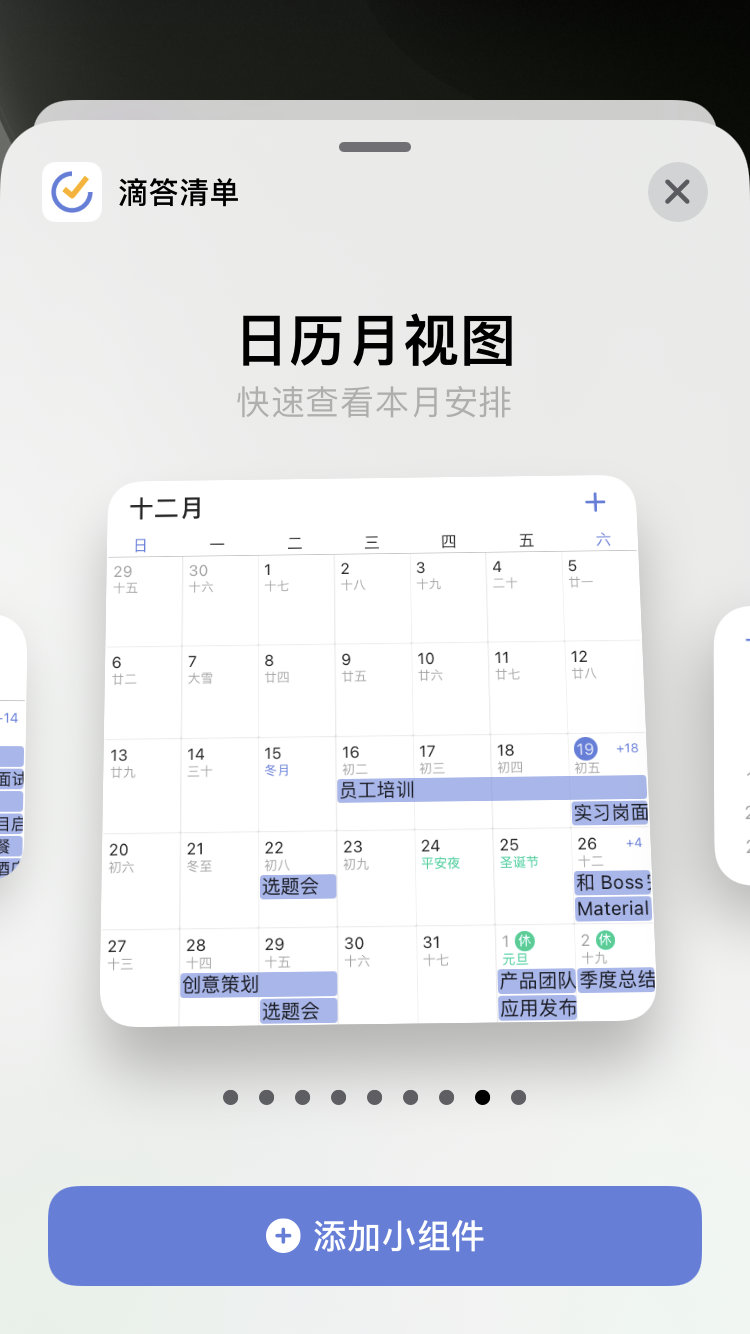 滴答清单
日历月视图
快速查看本月安排
十二月
日 一 二 三 四 五 六
29 30 1 2 3 4 5
十五 十六 十七 十八 十九 二十 廿一
6 7 8 9 10 11 12
廿二 大雪 廿四 廿五 廿六 廿七 廿八
13 14 15 16 17 18 19 +18
廿九 三十 冬月 初二 初三 初四 初五
+14
员工培训
面试
实习岗面
目启
20 21 22 23 24 25 26 +4
初六 冬至 初八 初九 平安夜 圣诞节 十二
餐
选题会
和 Boss
Material
27 28 29 30 31 1 休 2 休
十三 十四 十五 十六 十七 元旦 十九
创意策划
产品团队
季度总结
选题会
应用发布
添加小组件